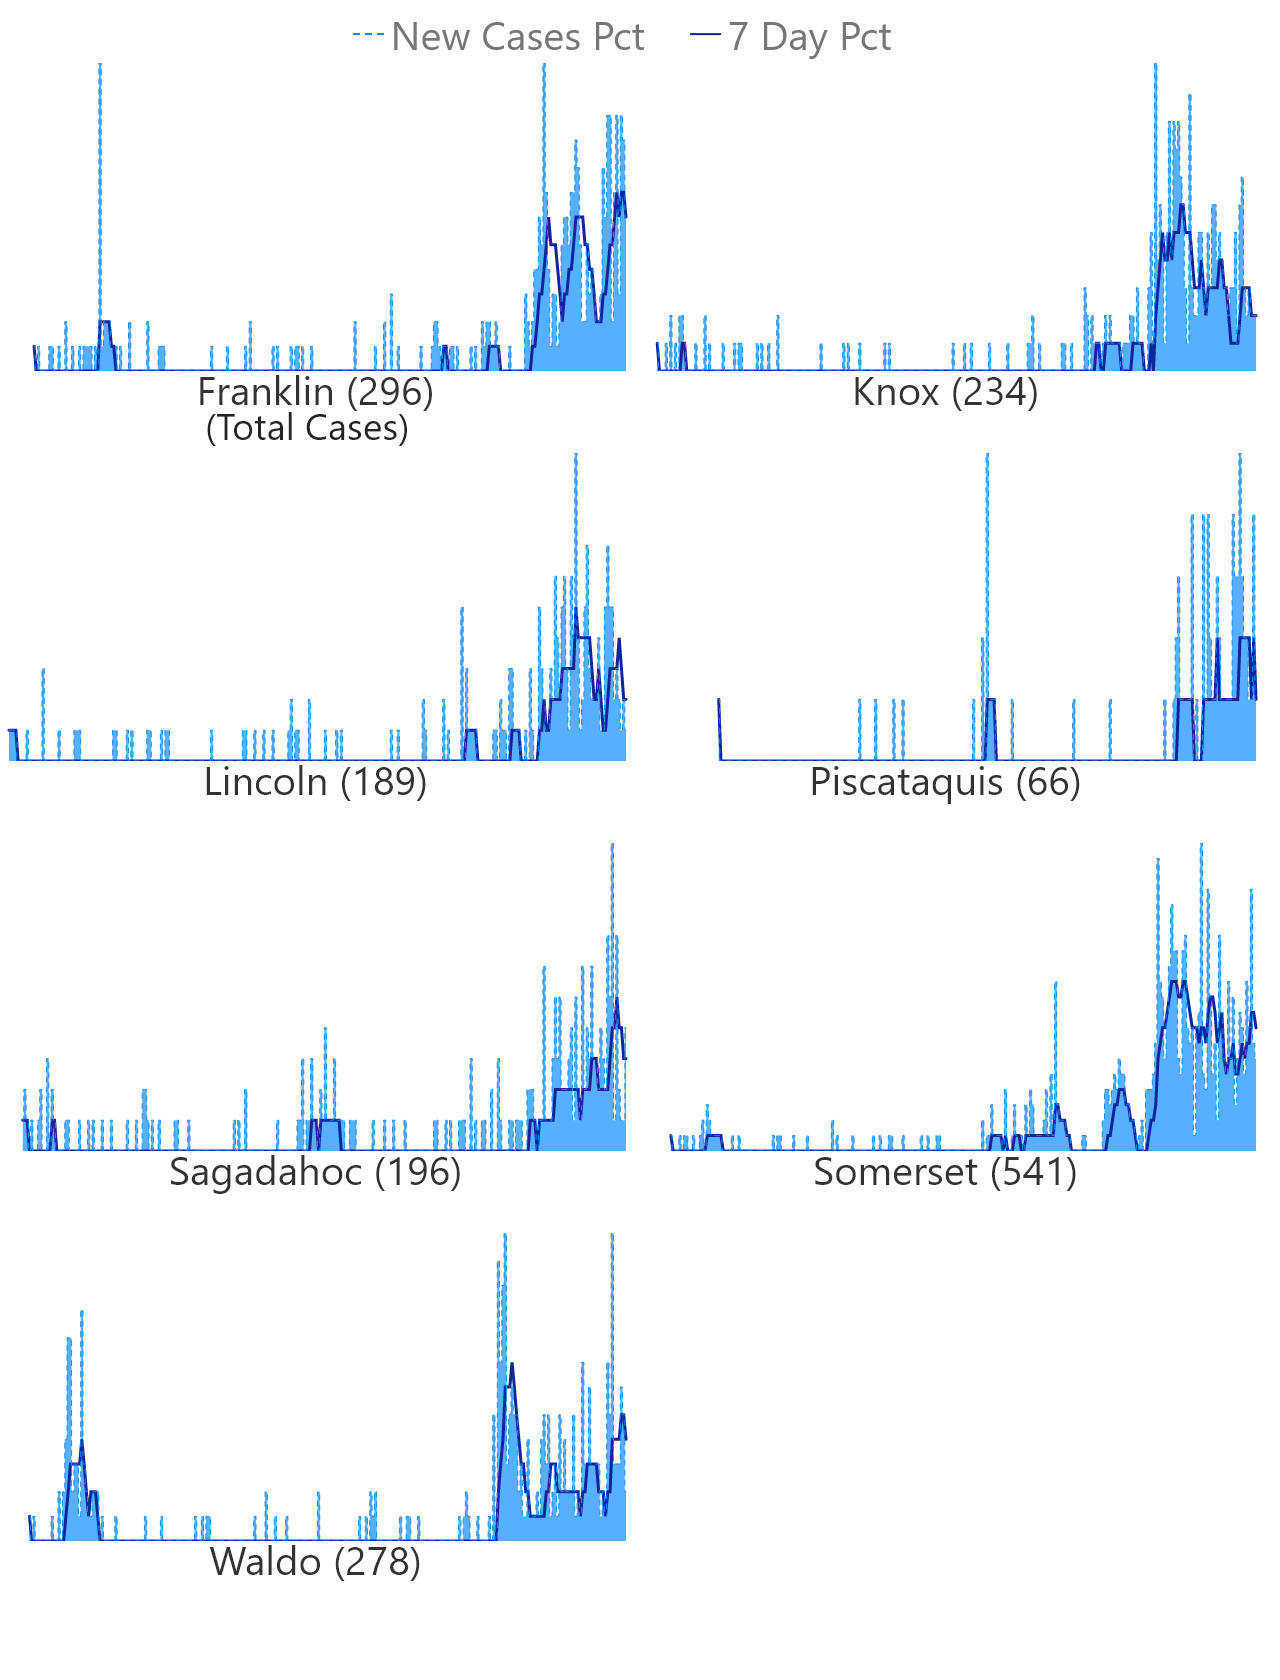 New Cases Pct 7 Day Pct
Franklin (296)
(Total Cases)
Knox (234)
Lincoln (189)
Piscataquis (66)
Sagadahoc (196)
Somerset (541)
Waldo (278)